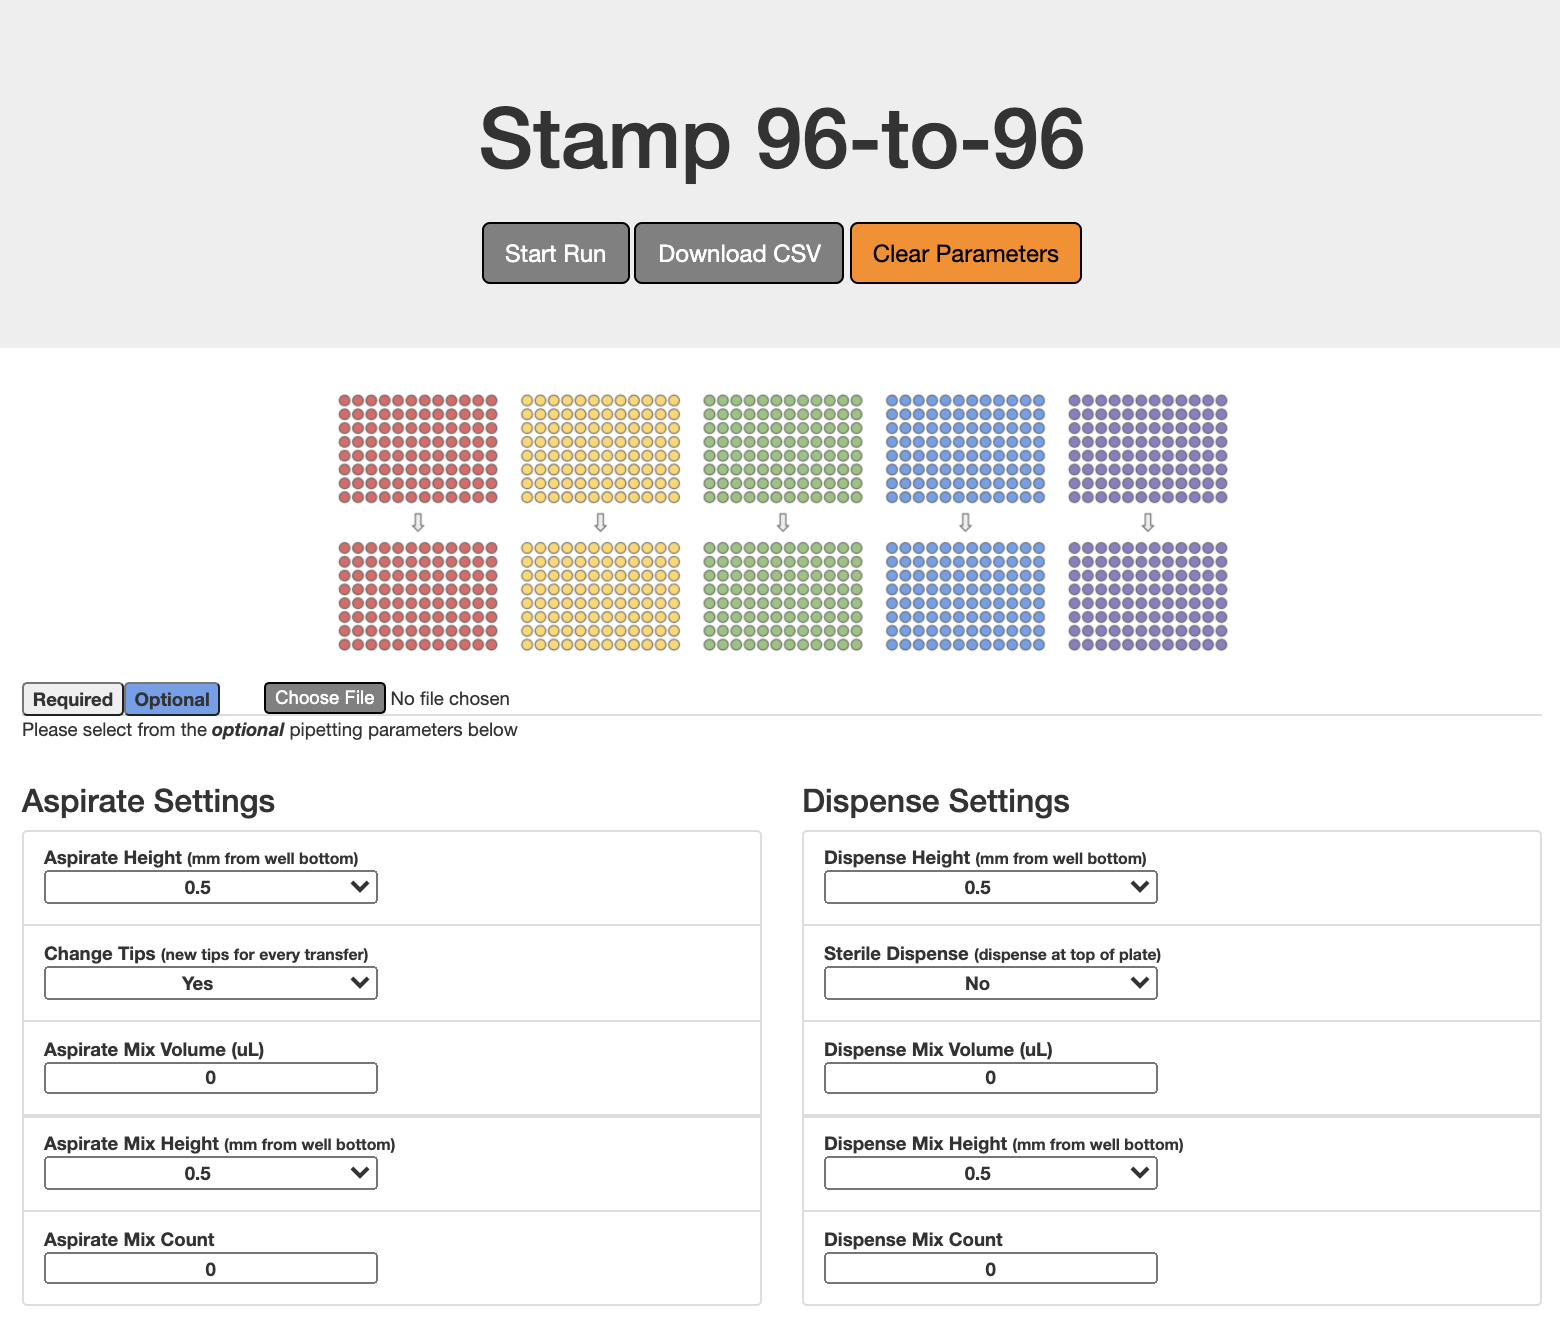 Stamp 96-to-96
Start Run Download CSV Clear Parameters
Required Optional Choose File No file chosen
Please select from the optional pipetting parameters below
Aspirate Settings
Aspirate Height (mm from well bottom)
0.5
Change Tips (new tips for every transfer)
Yes
Aspirate Mix Volume (uL)
0
Aspirate Mix Height (mm from well bottom)
0.5
Aspirate Mix Count
0
Dispense Settings
Dispense Height (mm from well bottom)
0.5
Sterile Dispense (dispense at top of plate)
No
Dispense Mix Volume (uL)
0
Dispense Mix Height (mm from well bottom)
0.5
Dispense Mix Count
0